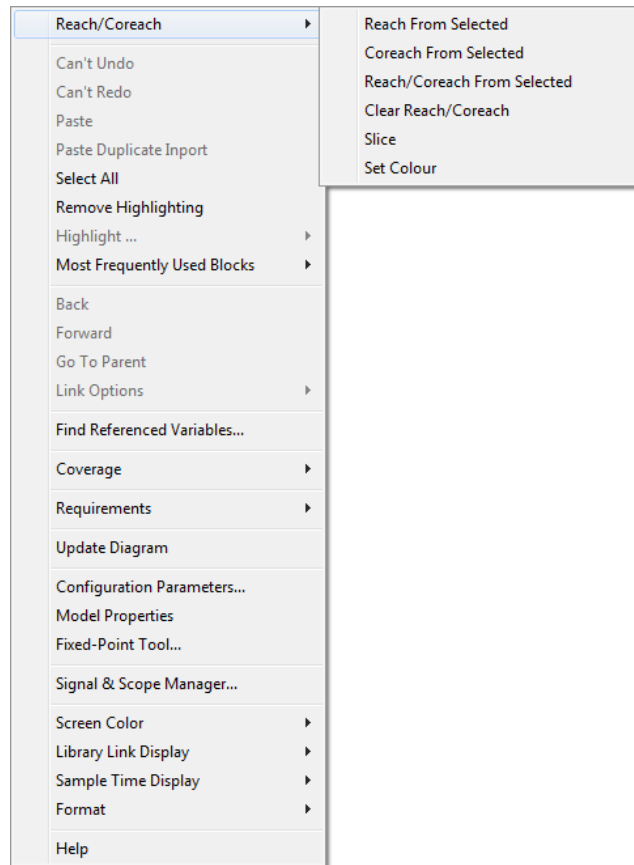 Reach/Coreach
Reach From Selected
Coreach From Selected
Reach/Coreach From Selected
Clear Reach/Coreach
Slice
Set Colour
Can't Undo
Can't Redo
Paste
Paste Duplicate Inport
Select All
Remove Highlighting
Highlight ...
Most Frequently Used Blocks
Back
Forward
Go To Parent
Link Options
Find Referenced Variables...
Coverage
Requirements
Update Diagram
Configuration Parameters...
Model Properties
Fixed-Point Tool...
Signal & Scope Manager...
Screen Color
Library Link Display
Sample Time Display
Format
Help